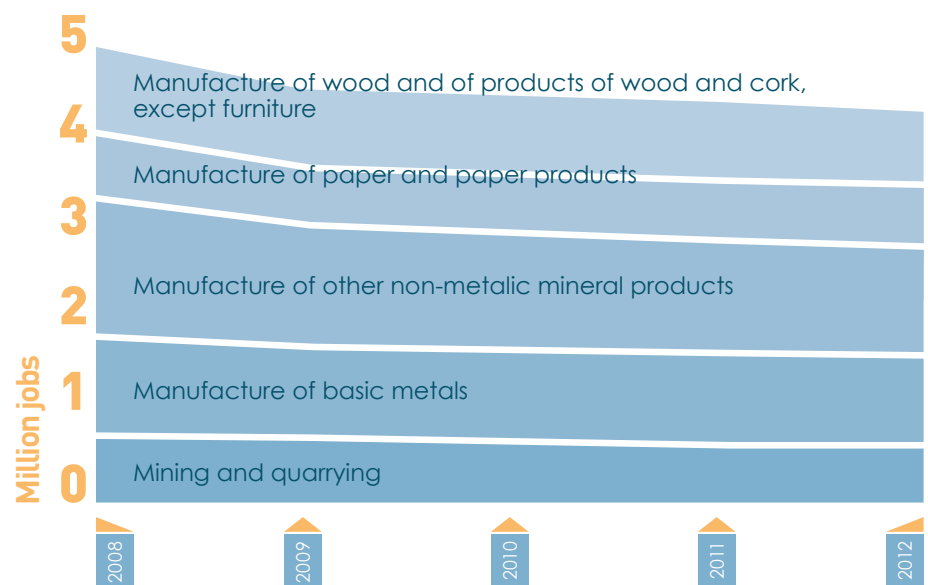 5
Manufacture of wood and of products of wood and cork,
except furniture
4
Manufacture of paper and paper products
3
Manufacture of other non-metalic mineral products
2
Manufacture of basic metals
1
Million jobs
Mining and quarrying
0
2008
2009
2010
2011
2012